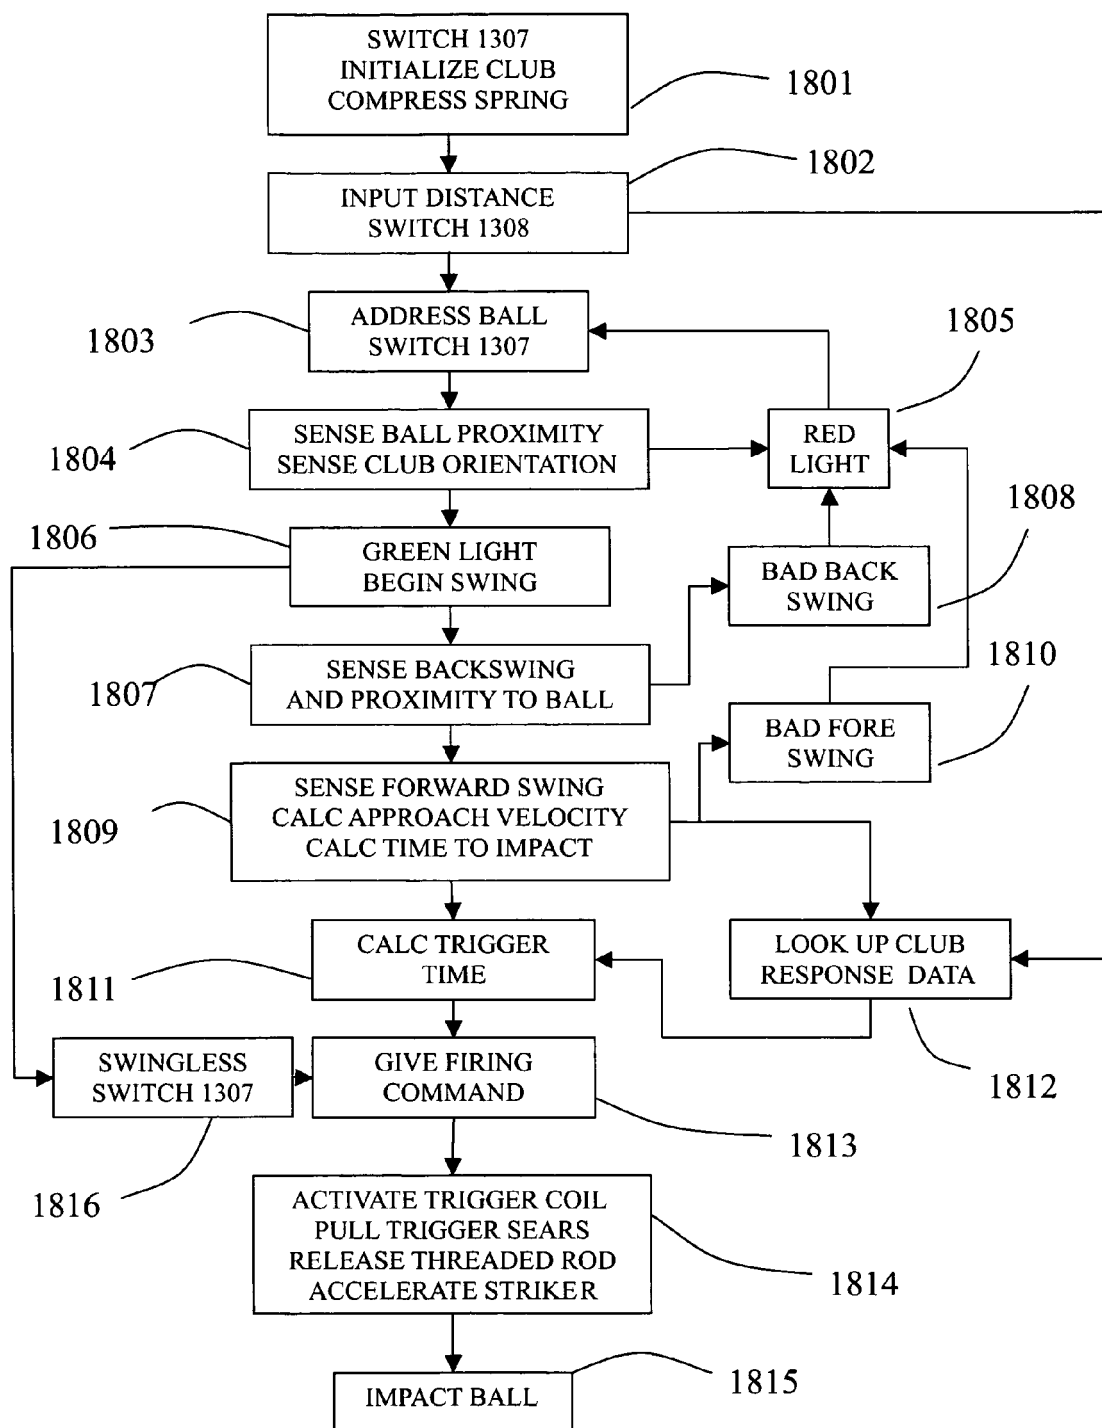 SWITCH 1307
INITIALIZE CLUB
COMPRESS SPRING
1801
INPUT DISTANCE
SWITCH 1308
1802
ADDRESS BALL
SWITCH 1307
1803
SENSE BALL PROXIMITY
SENSE CLUB ORIENTATION
1804
RED
LIGHT
1805
GREEN LIGHT
BEGIN SWING
1806
SENSE BACKSWING
AND PROXIMITY TO BALL
1807
BAD BACK
SWING
1808
SENSE FORWARD SWING
CALC APPROACH VELOCITY
CALC TIME TO IMPACT
1809
BAD FORE
SWING
1810
CALC TRIGGER
TIME
1811
LOOK UP CLUB
RESPONSE DATA
1812
SWINGLESS
SWITCH 1307
1816
GIVE FIRING
COMMAND
1813
ACTIVATE TRIGGER COIL
PULL TRIGGER SEARS
RELEASE THREADED ROD
ACCELERATE STRIKER
1814
IMPACT BALL
1815